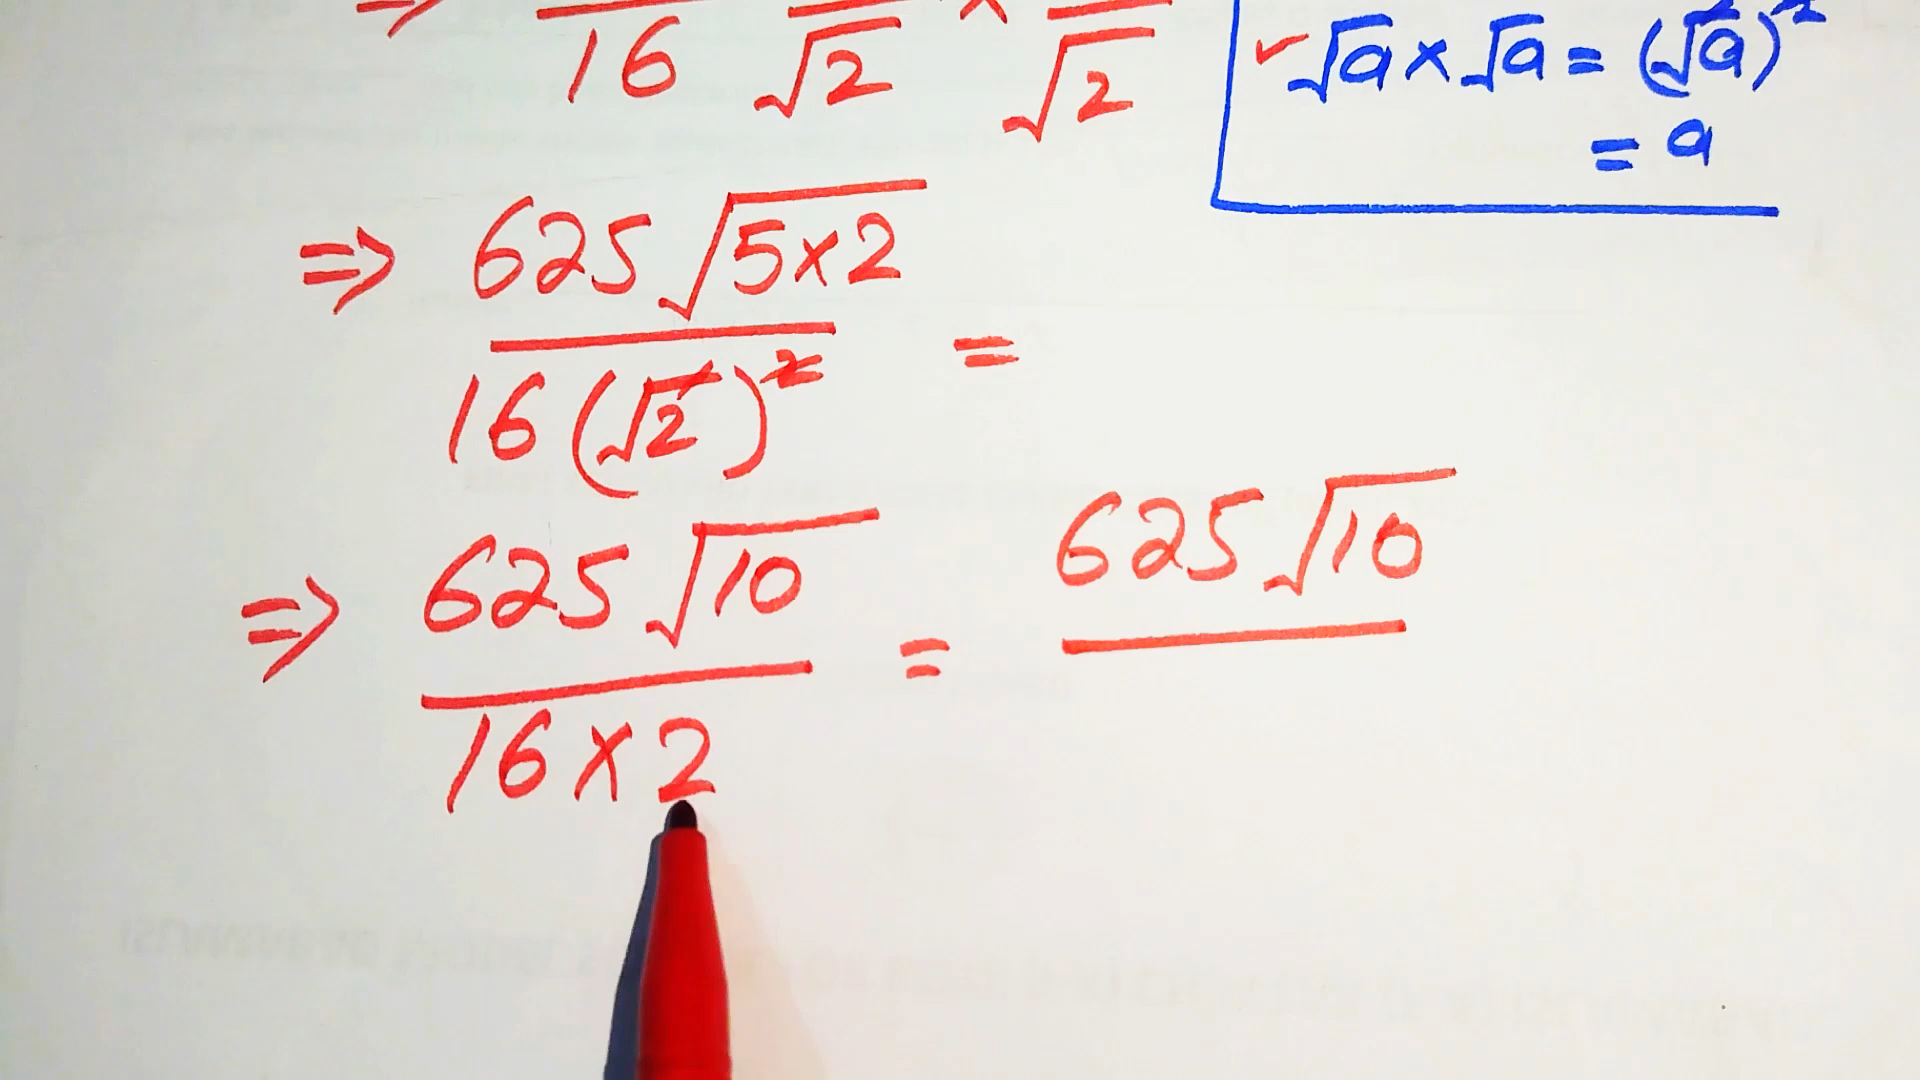 ⇒ 16 √2 × √2
√a × √a = (√a)²
= a
⇒ 625 √5×2 / 16 (√2)² =
⇒ 625 √10 / 16 × 2 = 625 √10